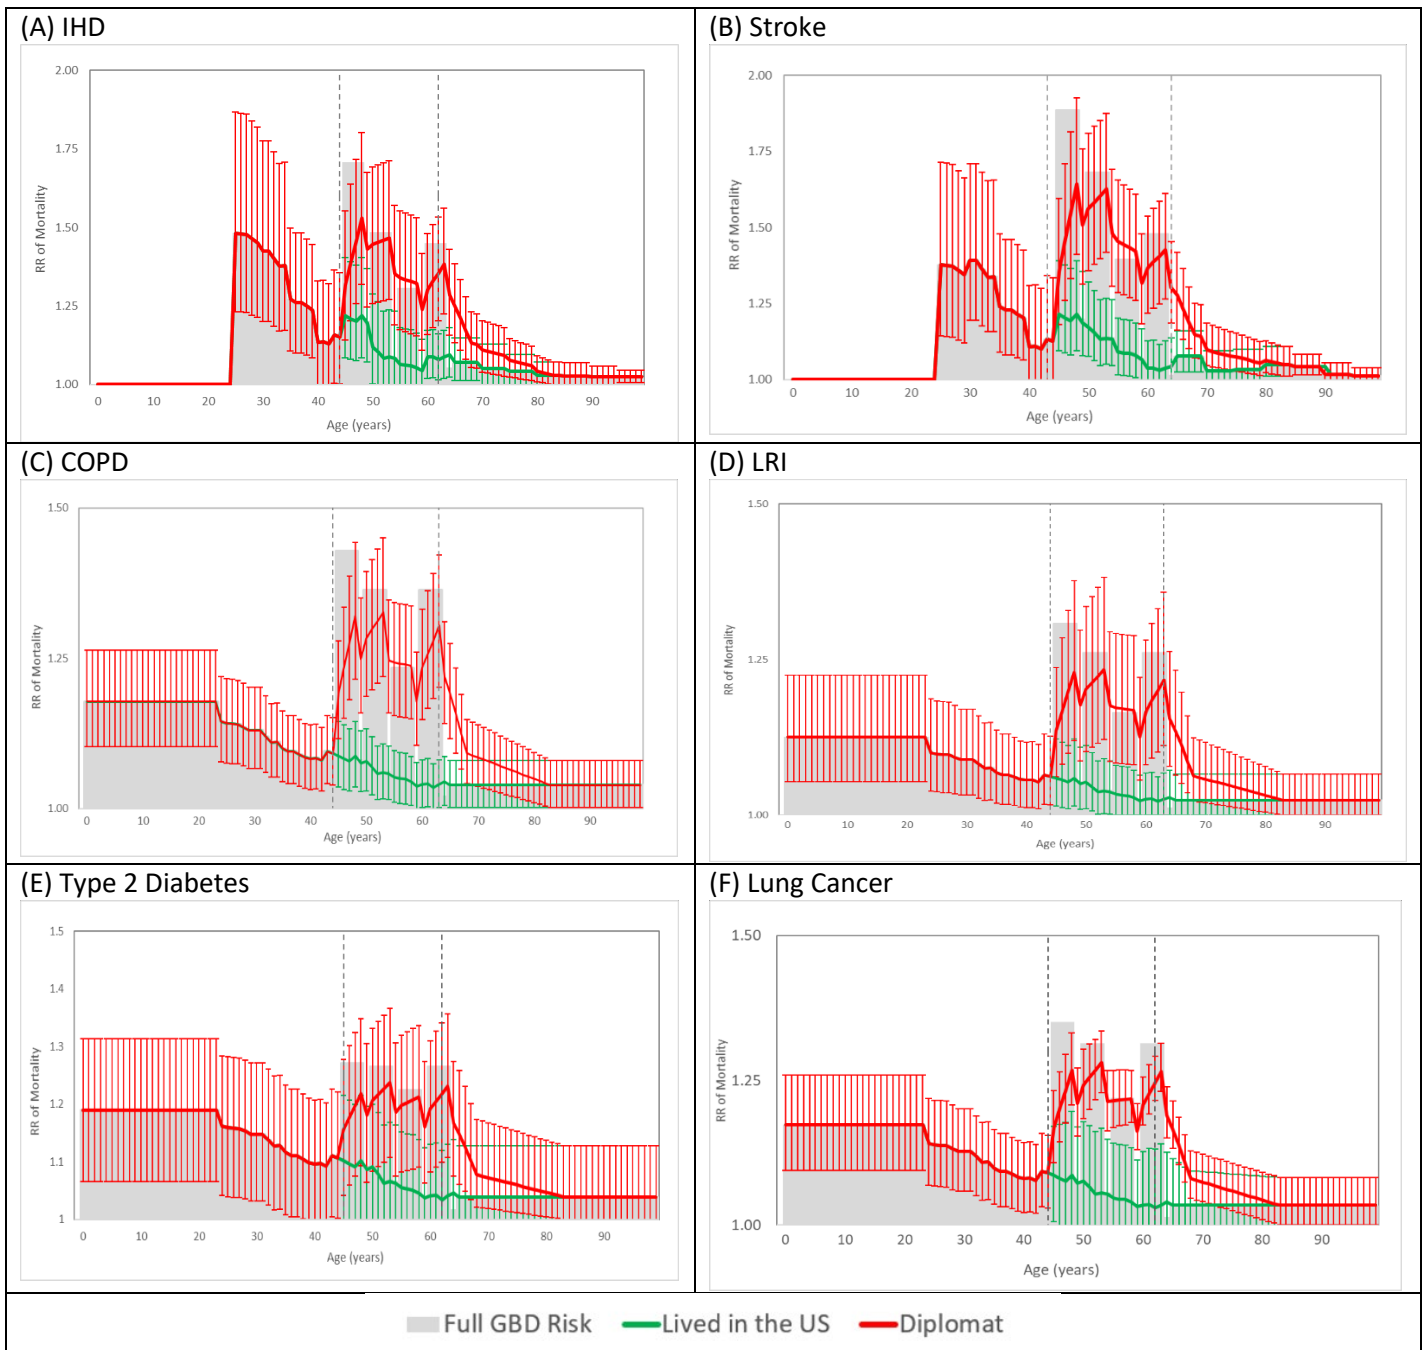 (A) IHD
2.00
1.75
1.50
1.25
1.00
RR of Mortality
0 10 20 30 40 50 60 70 80 90
Age (years)
(B) Stroke
2.00
1.75
1.50
1.25
1.00
RR of Mortality
0 10 20 30 40 50 60 70 80 90
Age (years)
(C) COPD
1.50
1.25
1.00
RR of Mortality
0 10 20 30 40 50 60 70 80 90
Age (years)
(D) LRI
1.50
1.25
1.00
RR of Mortality
0 10 20 30 40 50 60 70 80 90
Age (years)
(E) Type 2 Diabetes
1.5
1.4
1.3
1.2
1.1
1
RR of Mortality
0 10 20 30 40 50 60 70 80 90
Age (years)
(F) Lung Cancer
1.50
1.25
1.00
RR of Mortality
0 10 20 30 40 50 60 70 80 90
Age (years)
Full GBD Risk Lived in the US Diplomat